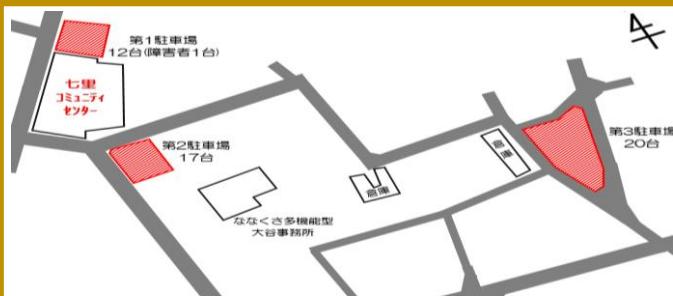 第1駐車場
12台(障害者1台)
七里
コミュニティ
センター
第2駐車場
17台
ななくさ多機能型
大谷事務所
倉庫
倉庫
第3駐車場
20台
4